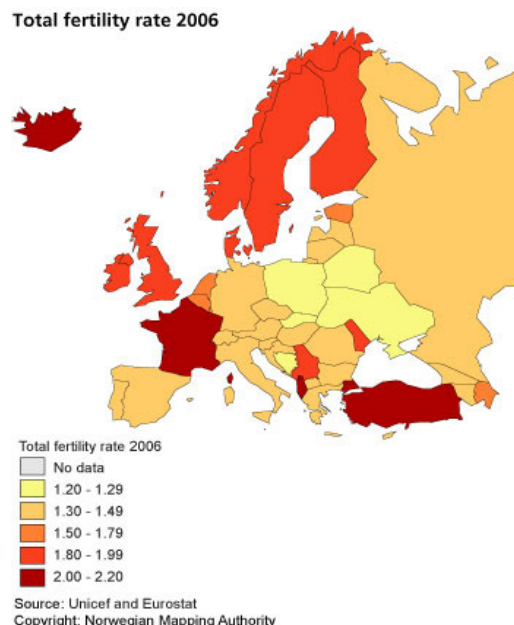 Total fertility rate 2006
Total fertility rate 2006
No data
1.20 - 1.29
1.30 - 1.49
1.50 - 1.79
1.80 - 1.99
2.00 - 2.20
Source: Unicef and Eurostat
Copyright: Norwegian Mapping Authority